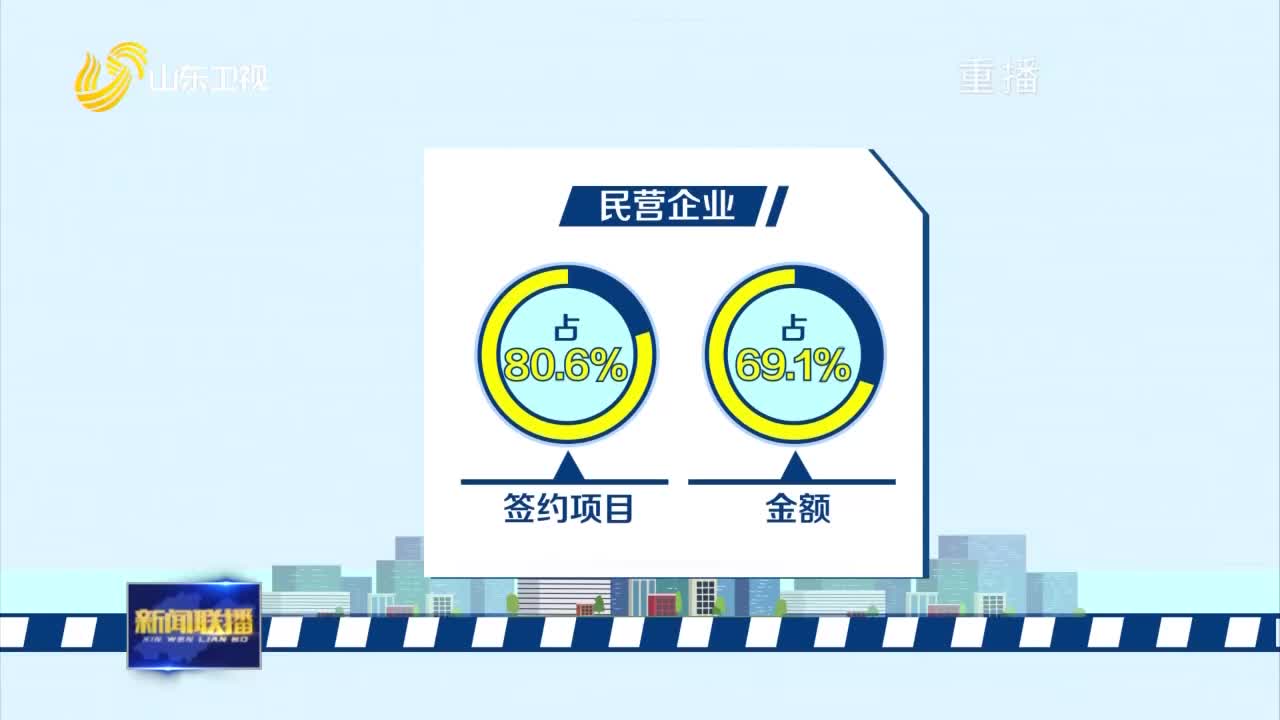 山东卫视
重播
民营企业
占
80.6%
占
69.1%
签约项目
金额
新闻联播
XIN WEN LIAN BO